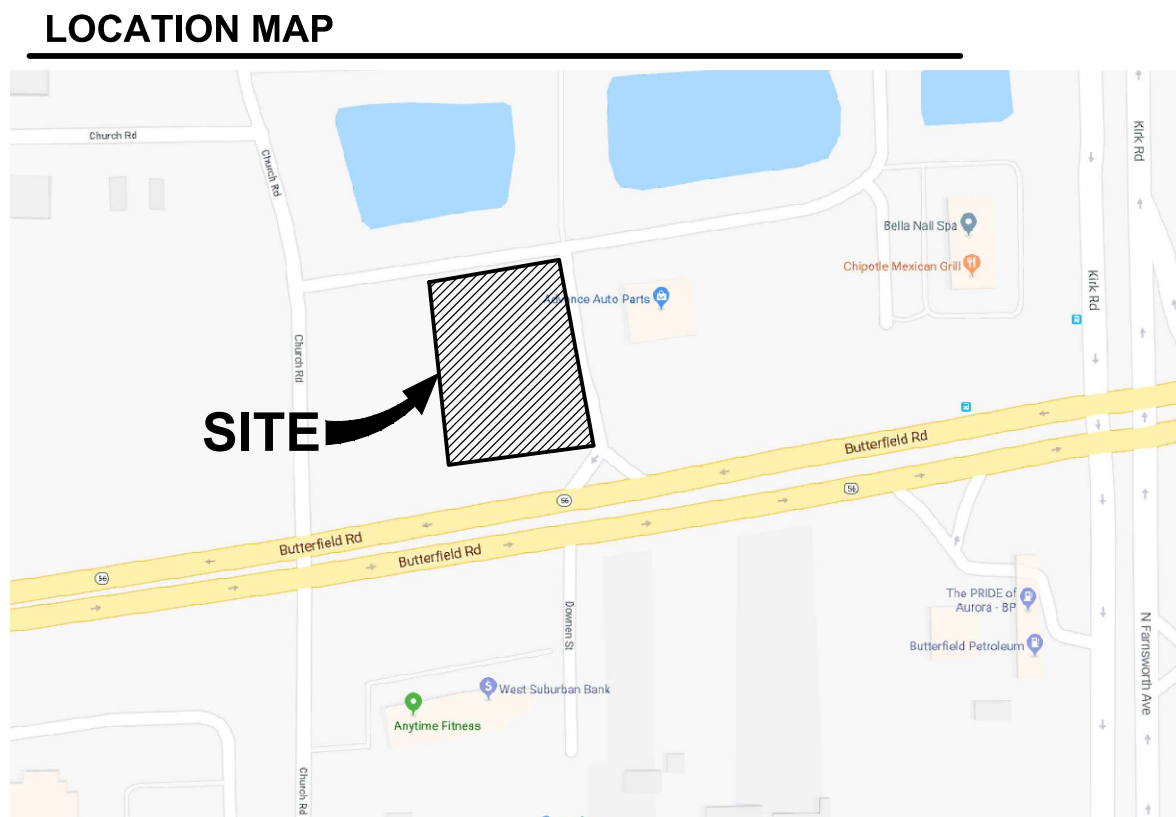 LOCATION MAP
Church Rd
Kirk Rd
Church Rd
Bella Nail Spa
Chipotle Mexican Grill
Advance Auto Parts
Kirk Rd
Church Rd
SITE
Butterfield Rd
56
56
Butterfield Rd
Butterfield Rd
56
The PRIDE of
Aurora - BP
Downen St
Butterfield Petroleum
N Farnsworth Ave
West Suburban Bank
Anytime Fitness
Church Rd